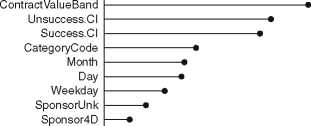 ContractValueBand
Unsuccess.CI
Success.CI
CategoryCode
Month
Day
Weekday
SponsorUnk
Sponsor4D